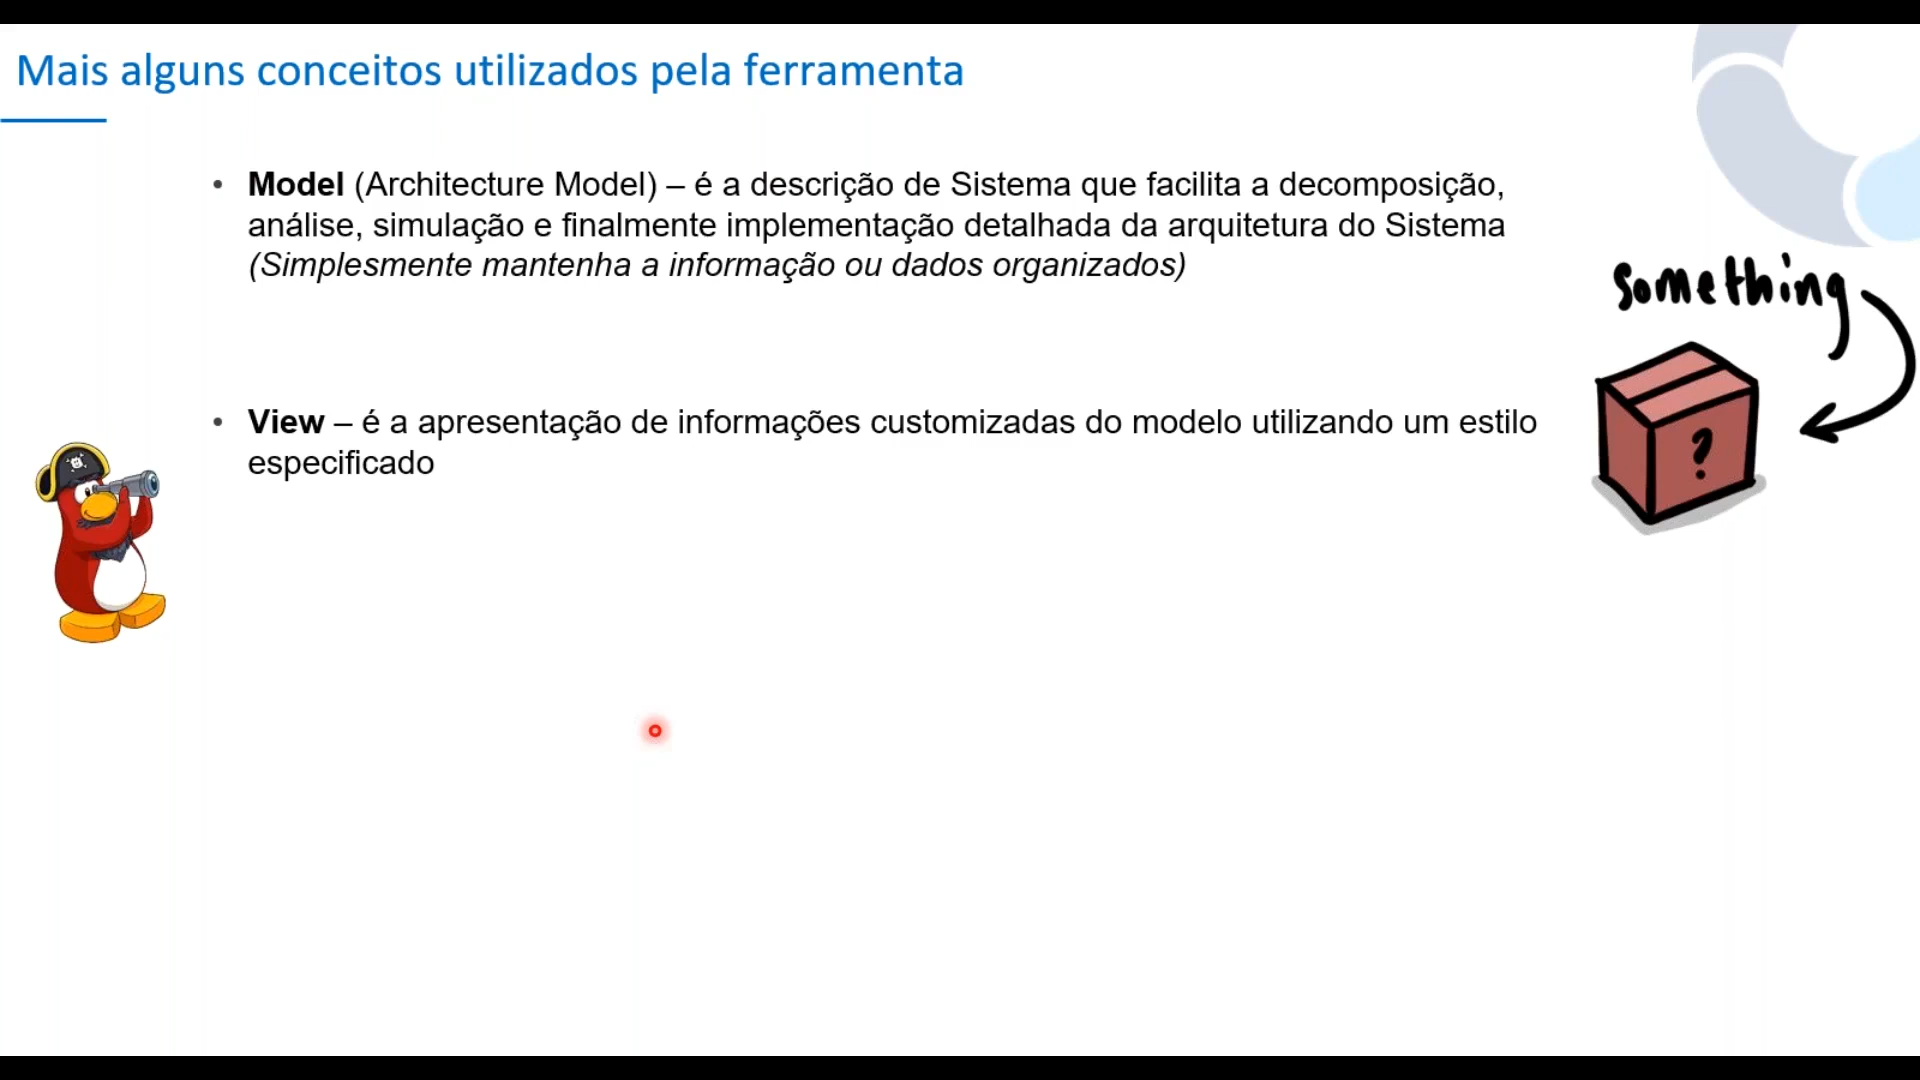 Mais alguns conceitos utilizados pela ferramenta
• Model (Architecture Model) – é a descrição de Sistema que facilita a decomposição,
análise, simulação e finalmente implementação detalhada da arquitetura do Sistema
(Simplesmente mantenha a informação ou dados organizados)
something
?
• View – é a apresentação de informações customizadas do modelo utilizando um estilo
especificado